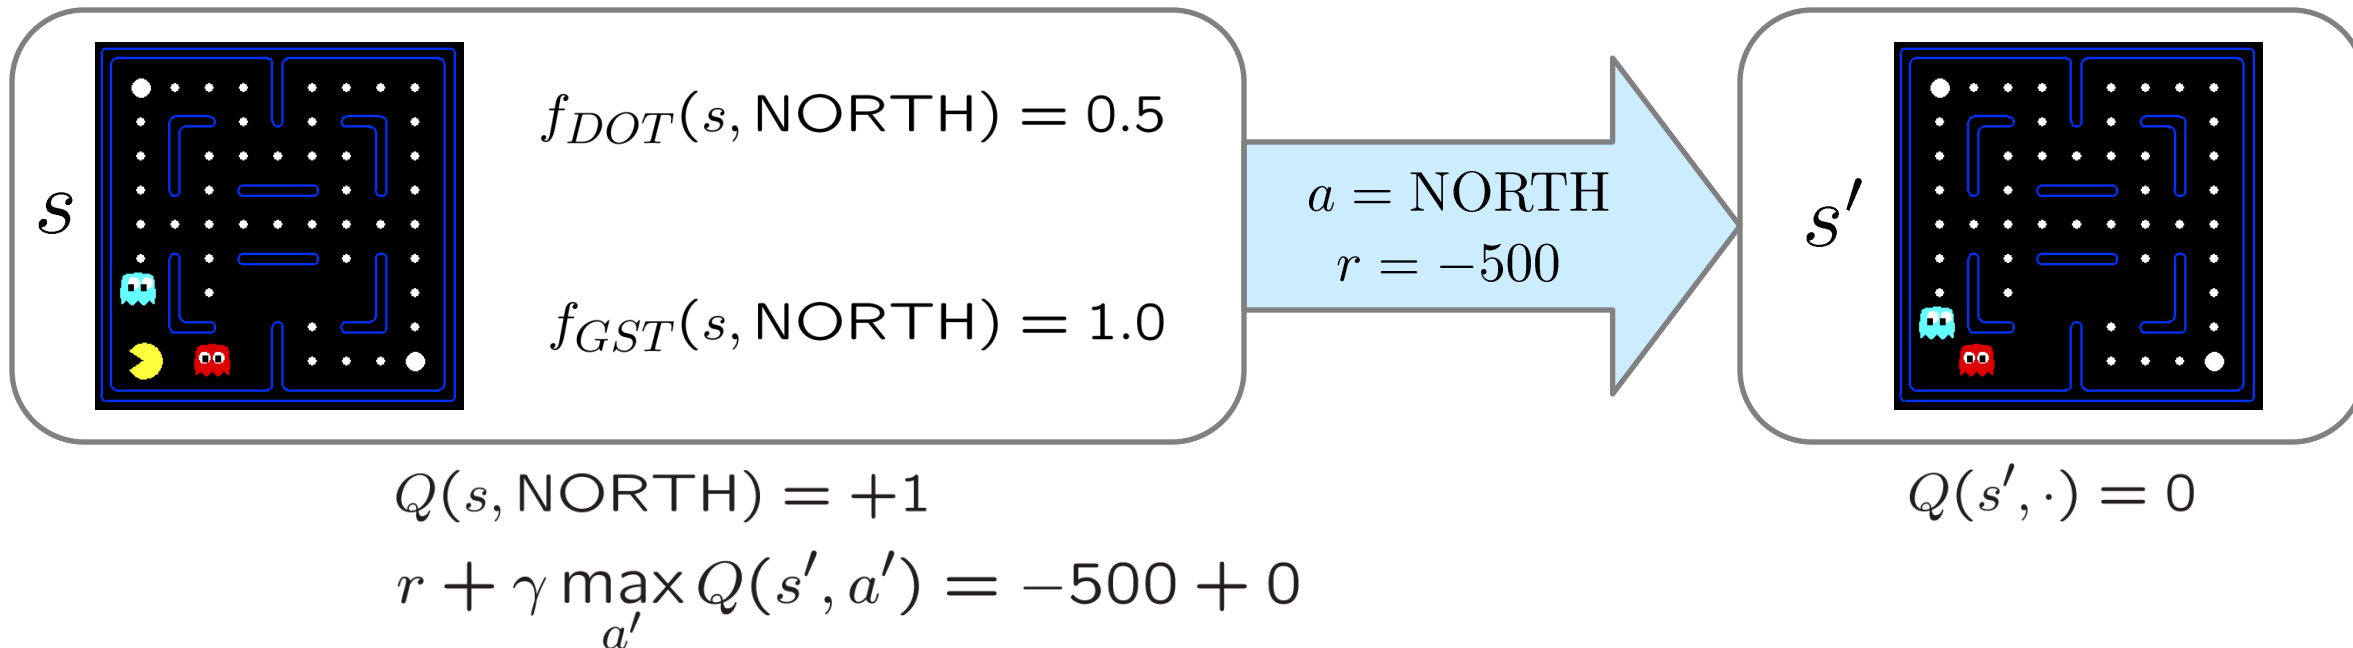 s
f_{DOT}(s, NORTH) = 0.5
f_{GST}(s, NORTH) = 1.0
a = NORTH
r = −500
s′
Q(s, NORTH) = +1
r + γ max_{a′} Q(s′, a′) = −500 + 0
Q(s′, ·) = 0